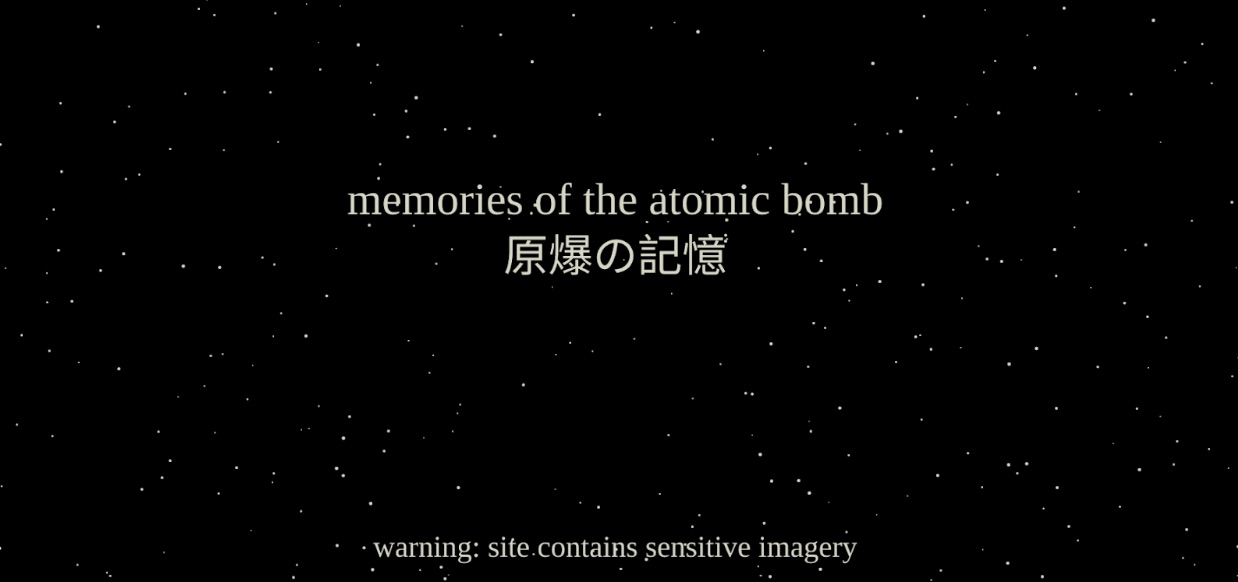 memories of the atomic bomb
原爆の記憶
warning: site contains sensitive imagery